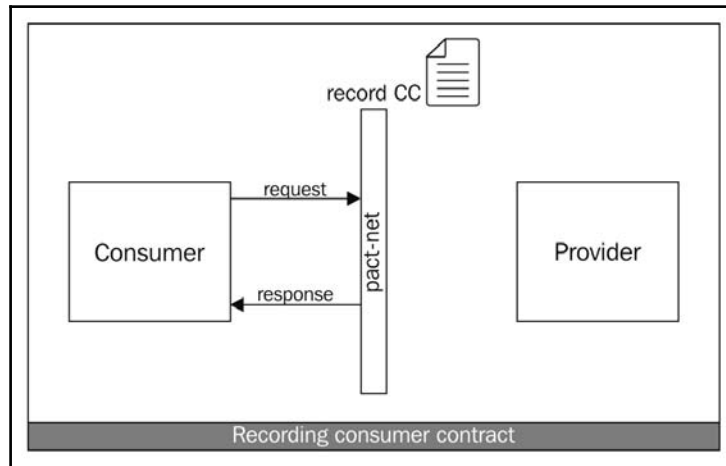 record CC
request
Consumer
pact-net
Provider
response
Recording consumer contract